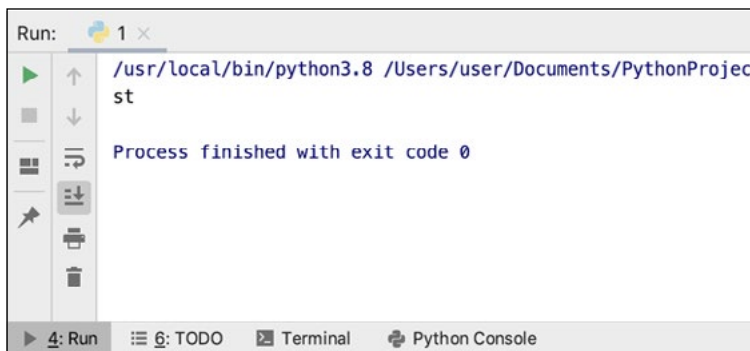 Run: 1
/usr/local/bin/python3.8 /Users/user/Documents/PythonProjec
st
Process finished with exit code 0
4: Run 6: TODO Terminal Python Console